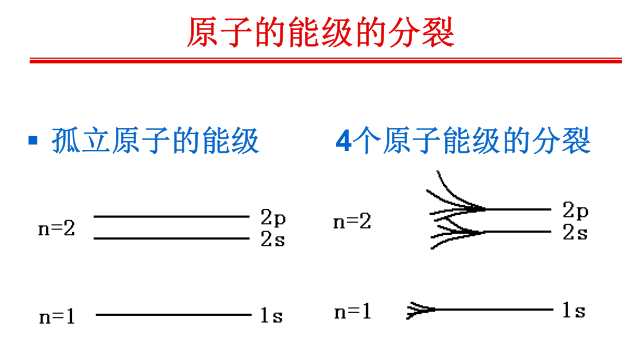 原子的能级的分裂
孤立原子的能级
4个原子能级的分裂
n=2
2p
2s
n=1
1s
n=2
2p
2s
n=1
1s